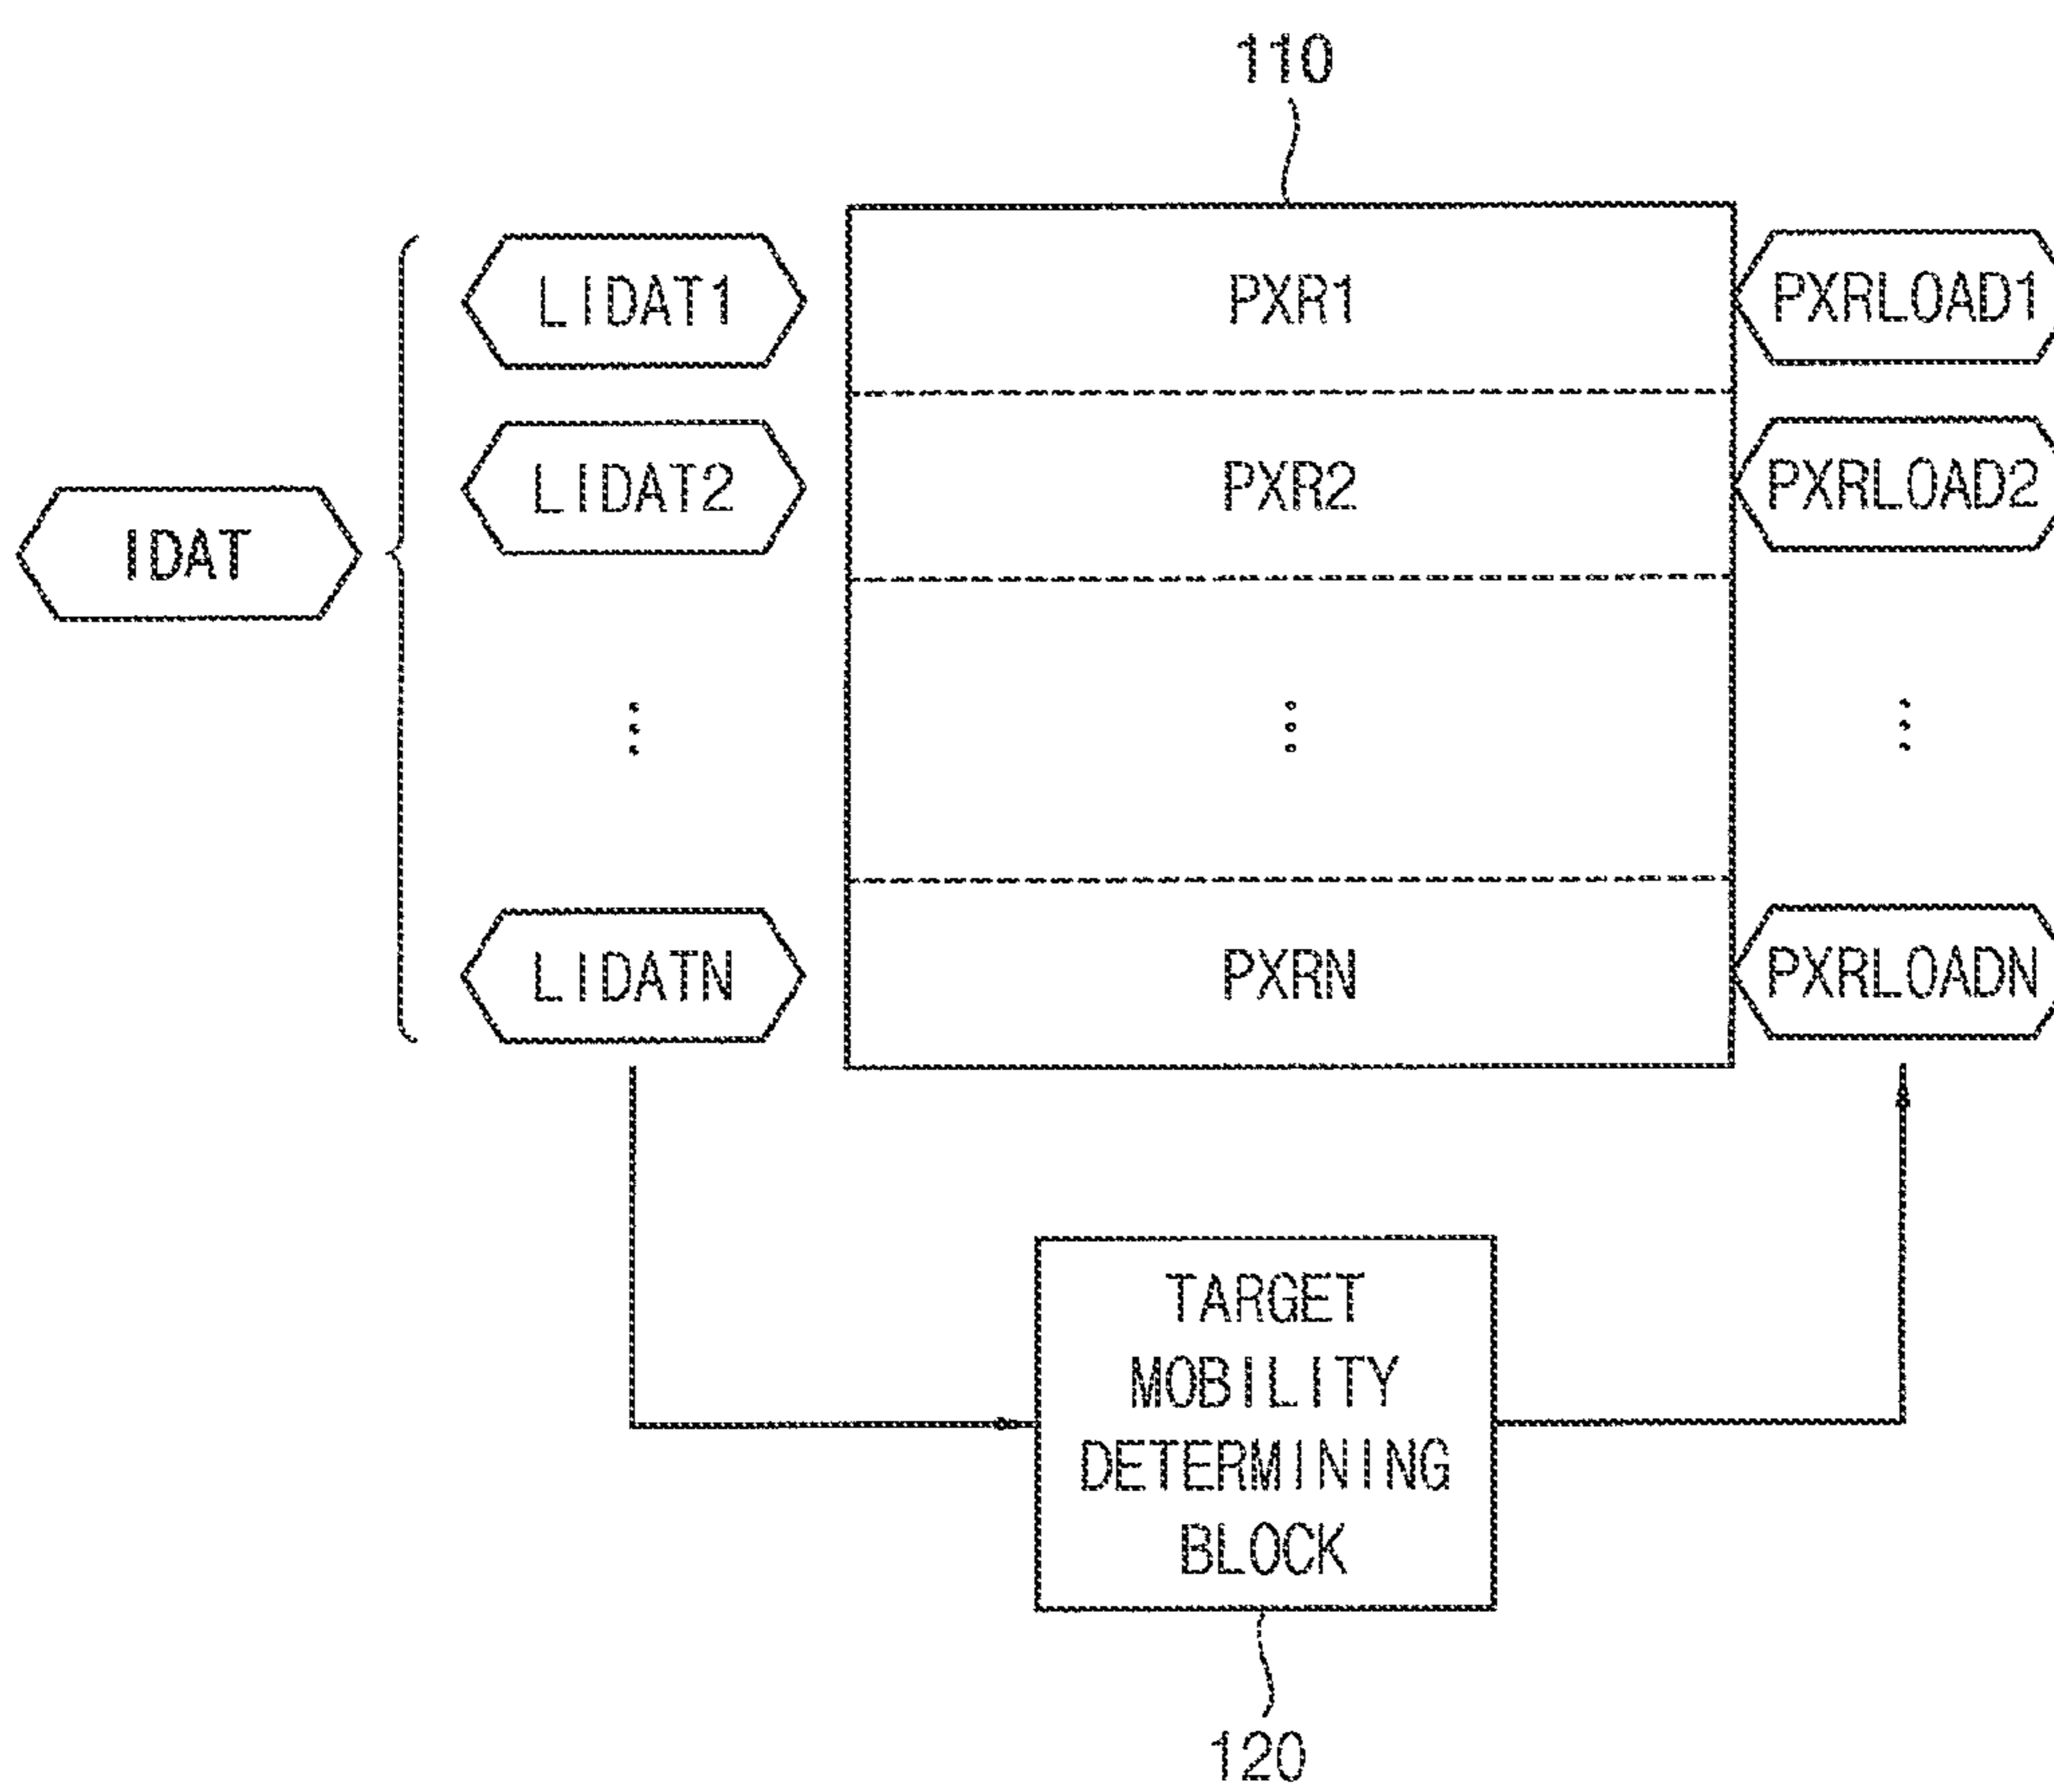 110
LIDAT1
PXR1
PXRLOAD1
LIDAT2
PXR2
PXRLOAD2
IDAT
LIDATN
PXRN
PXRLOADN
TARGET
MOBILITY
DETERMINING
BLOCK
120